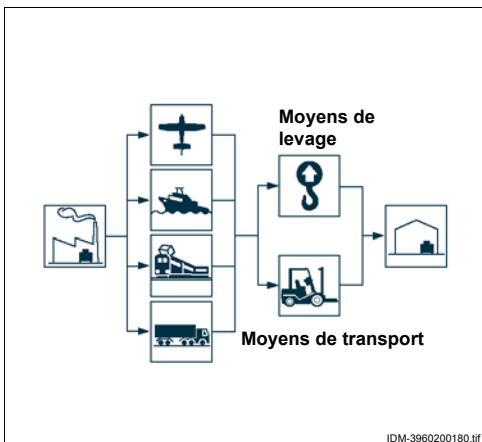 Moyens de
levage
Moyens de transport
IDM-3960200180.tif